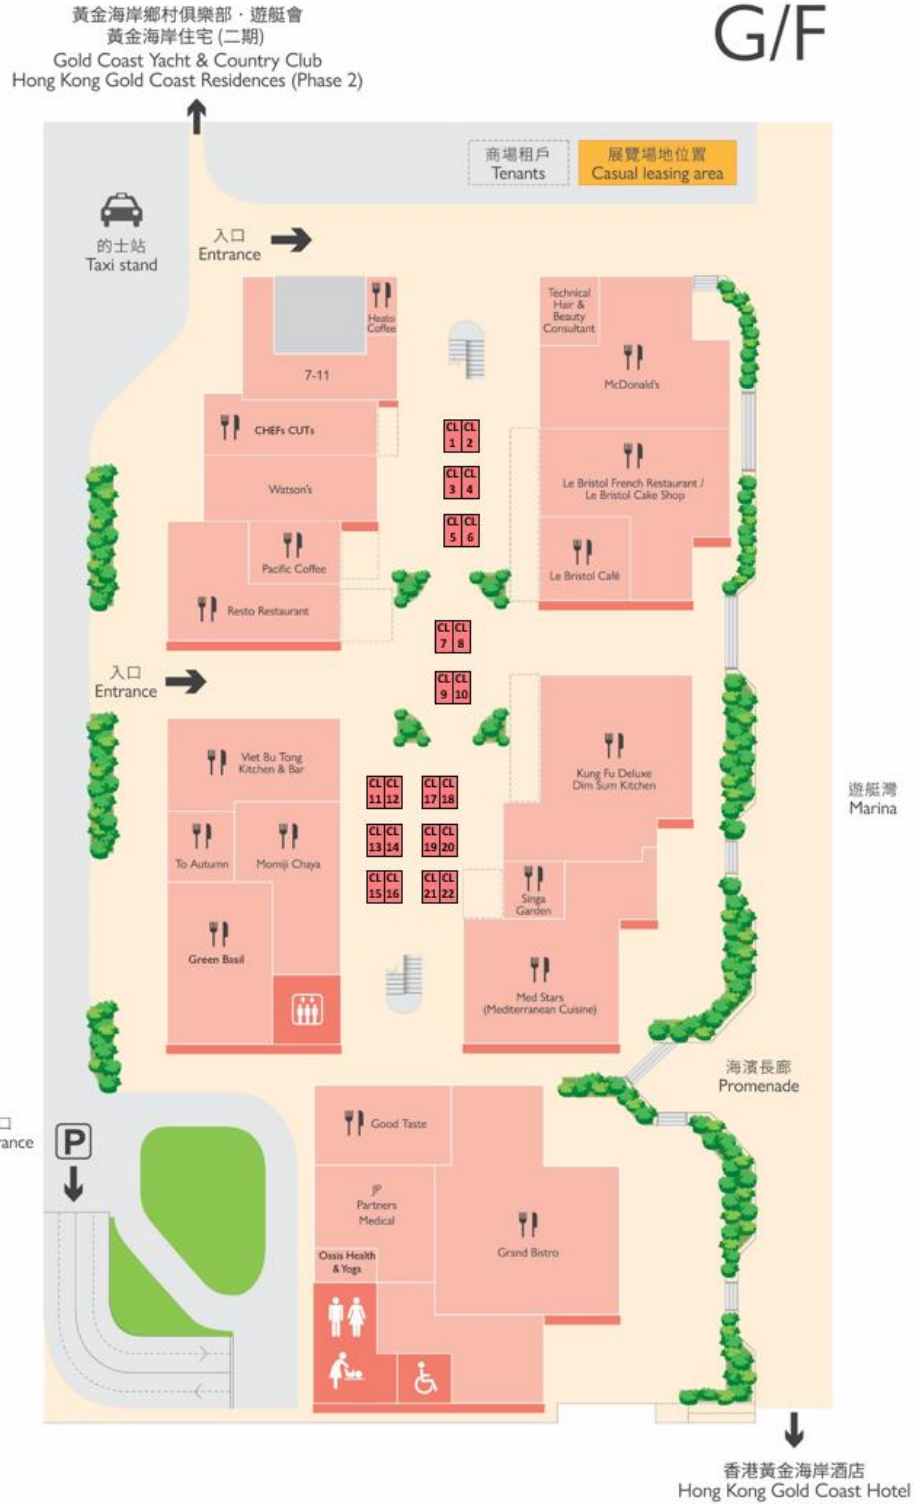 黃金海岸鄉村俱樂部．遊艇會
黃金海岸住宅 (二期)
Gold Coast Yacht & Country Club
Hong Kong Gold Coast Residences (Phase 2)
G/F
商場租戶
Tenants
展覽場地位置
Casual leasing area
的士站
Taxi stand
入口
Entrance
Heato
Coffee
7-11
Technical
Hair &
Beauty
Consultant
McDonald's
CHEFs CUTs
Watson's
CL 1
CL 2
CL 3
CL 4
CL 5
CL 6
Le Bristol French Restaurant /
Le Bristol Cake Shop
Pacific Coffee
Le Bristol Café
Resto Restaurant
CL 7
CL 8
CL 9
CL 10
入口
Entrance
Viet Bu Tong
Kitchen & Bar
Kung Fu Deluxe
Dim Sum Kitchen
遊艇灣
Marina
CL 11
CL 12
CL 17
CL 18
CL 13
CL 14
CL 19
CL 20
CL 15
CL 16
CL 21
CL 22
To Autumn
Momiji Chaya
Singa
Garden
Green Basil
Med Stars
(Mediterranean Cuisine)
海濱長廊
Promenade
口
rance
P
Good Taste
JP
Partners
Medical
Grand Bistro
Oasis Health
& Yoga
香港黃金海岸酒店
Hong Kong Gold Coast Hotel